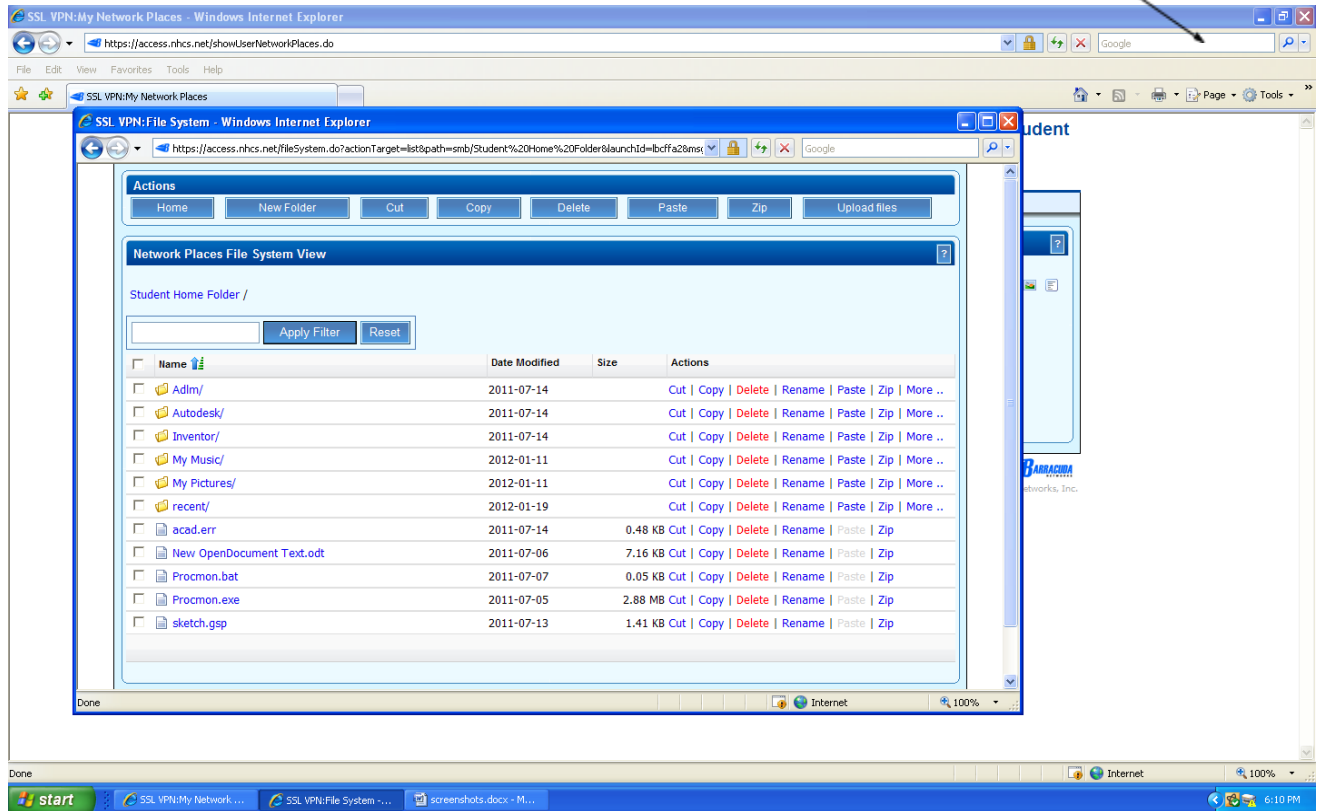 SSL VPN:My Network Places - Windows Internet Explorer
https://access.nhcs.net/showUserNetworkPlaces.do
Google
File Edit View Favorites Tools Help
SSL VPN:My Network Places
Page Tools »
SSL VPN:File System - Windows Internet Explorer
udent
https://access.nhcs.net/fileSystem.do?actionTarget=list&path=smb/Student%20Home%20Folder&launchId=lbcffa2&ms
Google
Actions
Home New Folder Cut Copy Delete Paste Zip Upload files
Network Places File System View ?
?
Student Home Folder /
Apply Filter Reset
Name Date Modified Size Actions
Adlm/ 2011-07-14 Cut | Copy | Delete | Rename | Paste | Zip | More ..
Autodesk/ 2011-07-14 Cut | Copy | Delete | Rename | Paste | Zip | More ..
Inventor/ 2011-07-14 Cut | Copy | Delete | Rename | Paste | Zip | More ..
My Music/ 2012-01-11 Cut | Copy | Delete | Rename | Paste | Zip | More ..
My Pictures/ 2012-01-11 Cut | Copy | Delete | Rename | Paste | Zip | More ..
BARRACUDA
etworks, Inc.
recent/ 2012-01-19 Cut | Copy | Delete | Rename | Paste | Zip | More ..
acad.err 2011-07-14 0.48 KB Cut | Copy | Delete | Rename | Paste | Zip
New OpenDocument Text.odt 2011-07-06 7.16 KB Cut | Copy | Delete | Rename | Paste | Zip
Procmon.bat 2011-07-07 0.05 KB Cut | Copy | Delete | Rename | Paste | Zip
Procmon.exe 2011-07-05 2.88 MB Cut | Copy | Delete | Rename | Paste | Zip
sketch.gsp 2011-07-13 1.41 KB Cut | Copy | Delete | Rename | Paste | Zip
Done Internet 100%
Done Internet 100%
start SSL VPN:My Network ... SSL VPN:File System -... screenshots.docx - M... 6:10 PM